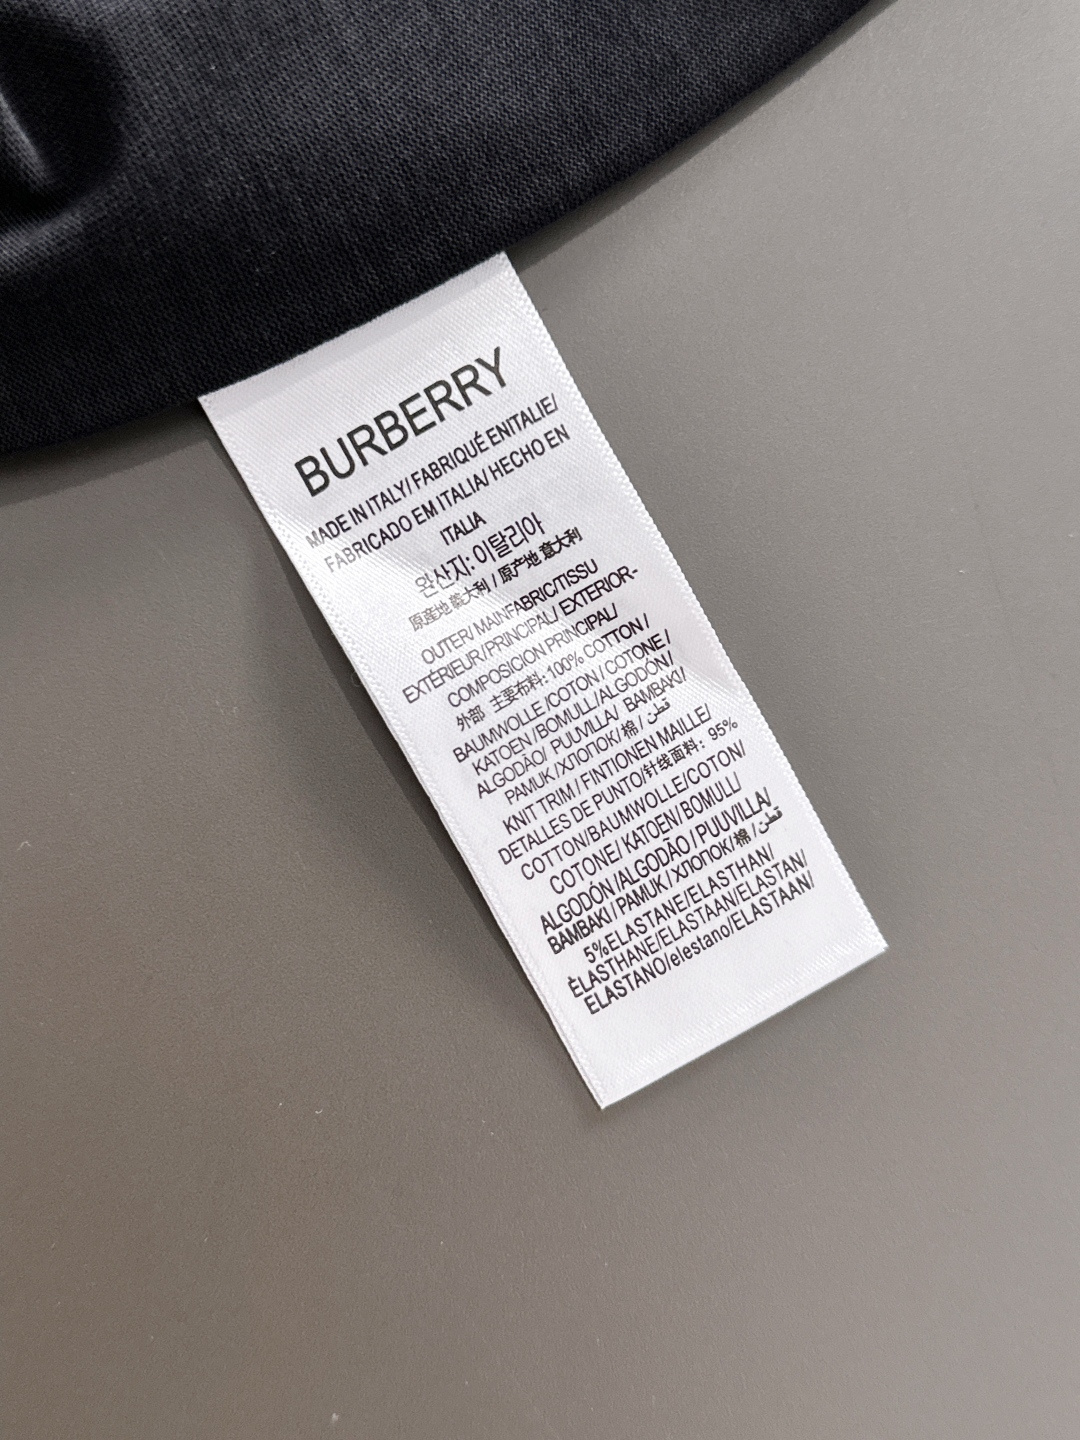 BURBERRY
MADE IN ITALY/ FABRIQUÉ ENITALIE/
FABRICADO EM ITALIA/ HECHO EN
ITALIA
완산지: 이탈리아
原産地 義大利 / 原产地 意大利
OUTER/ MAINFABRIC/TISSU
EXTÉRIEUR/PRINCIPAL/ EXTERIOR-
COMPOSICION PRINCIPAL/
外部 主要布料: 100% COTTON /
BAUMWOLLE /COTON / COTONE /
KATOEN /BOMULL/ALGODÓN/
ALGODÃO/ PUUVILLA/ BAMBAKI/
PAMUK /ХЛОПОК/ 棉/ قطن
KNIT TRIM / FINTIONEN MAILLE/
DETALLES DE PUNTO/针线面料: 95%
COTTON/BAUMWOLLE/COTON/
COTONE/ KATOEN/BOMULL/
ALGODÓN/ALGODÃO / PUUVILLA/
BAMBAKI / PAMUK / ХЛОПОК/棉 / قطن
5%ELASTANE/ELASTHAN/
ÈLASTHANE/ELASTAAN/ELASTAN/
ELASTANO/elestano/ELASTAAN/